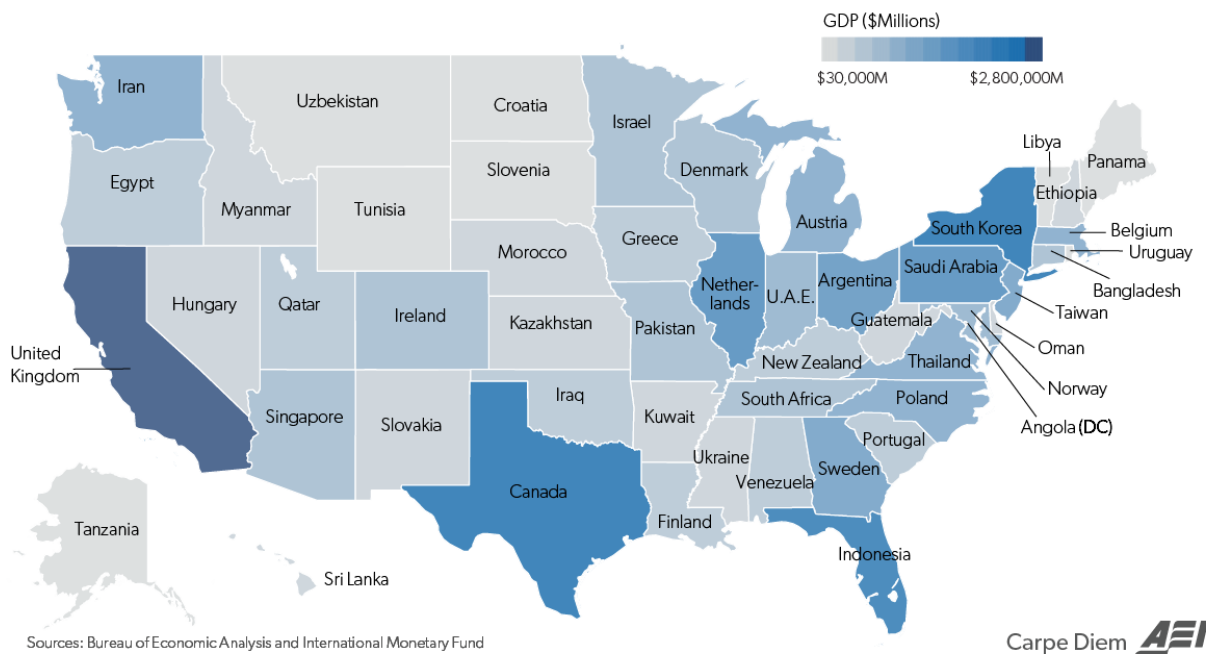 GDP ($Millions)
$30,000M
$2,800,000M
Iran
Uzbekistan
Croatia
Israel
Libya
Panama
Egypt
Myanmar
Tunisia
Slovenia
Denmark
Ethiopia
Austria
South Korea
Belgium
Uruguay
Morocco
Greece
Hungary
Qatar
Ireland
Nether-
lands
U.A.E.
Argentina
Saudi Arabia
Bangladesh
Taiwan
Kazakhstan
Pakistan
Guatemala
Oman
United
Kingdom
New Zealand
Thailand
Norway
Singapore
Slovakia
Iraq
South Africa
Poland
Kuwait
Angola (DC)
Portugal
Ukraine
Venezuela
Sweden
Canada
Finland
Tanzania
Indonesia
Sri Lanka
Sources: Bureau of Economic Analysis and International Monetary Fund
Carpe Diem AEI